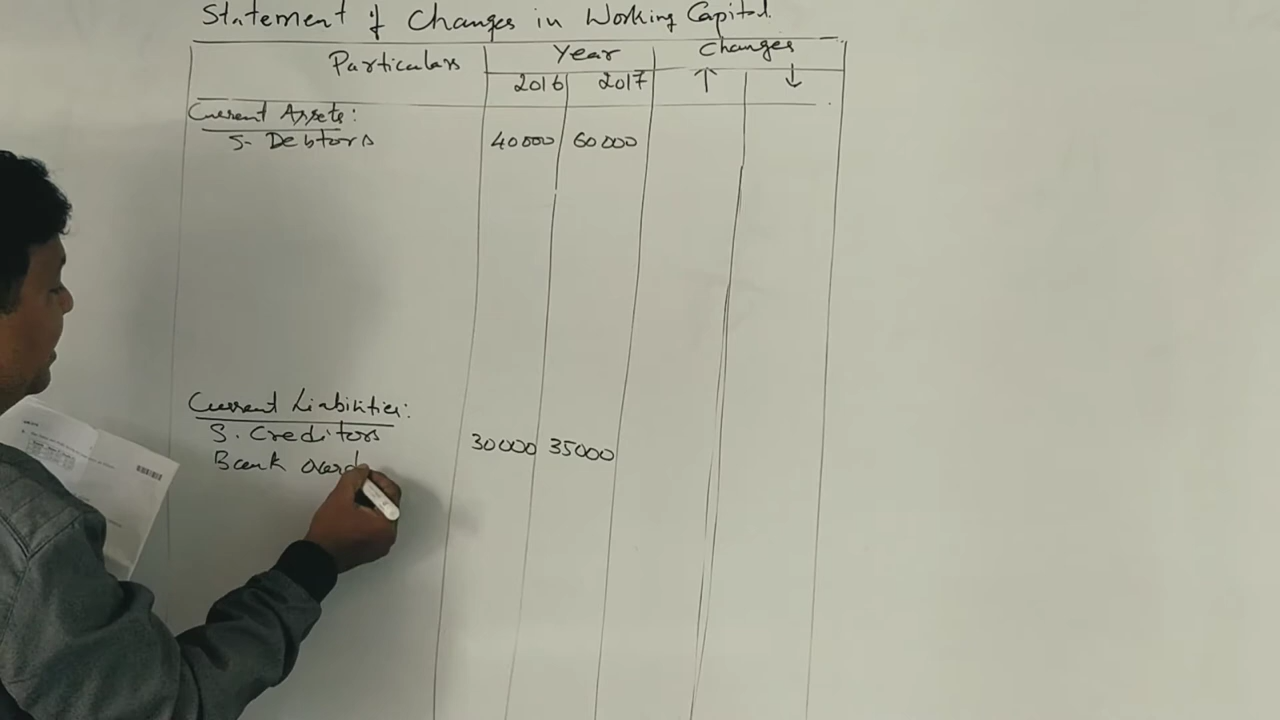 Statement of Changes in Working Capital.
Particulars Year Changes
2016 2017 ↑ ↓
Current Assets:
S. Debtors 40000 60000
Current Liabilities:
S. Creditors 30000 35000
Bank overd